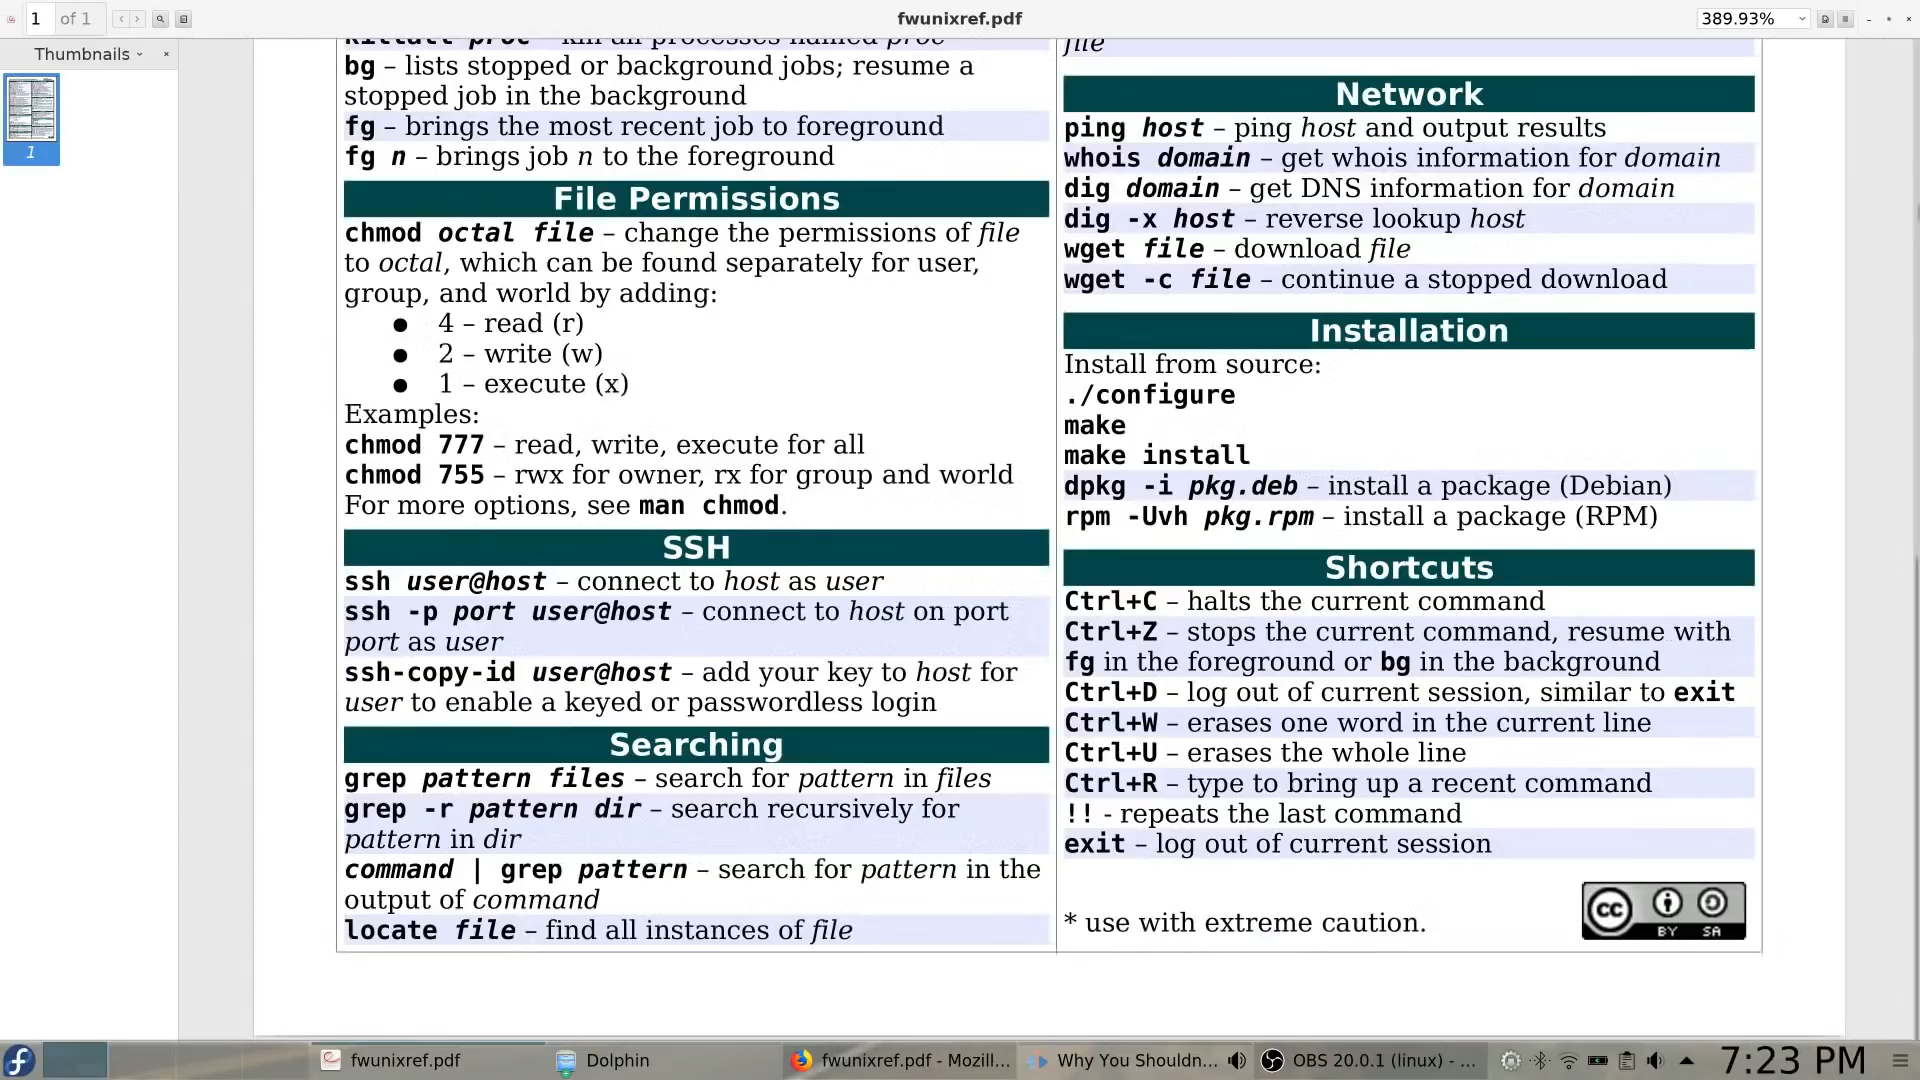 1 of 1
fwunixref.pdf
389.93%
Thumbnails
1
killall proc – kill all processes named proc
bg – lists stopped or background jobs; resume a
stopped job in the background
fg – brings the most recent job to foreground
fg n – brings job n to the foreground
File Permissions
chmod octal file – change the permissions of file
to octal, which can be found separately for user,
group, and world by adding:
● 4 – read (r)
● 2 – write (w)
● 1 – execute (x)
Examples:
chmod 777 – read, write, execute for all
chmod 755 – rwx for owner, rx for group and world
For more options, see man chmod.
SSH
ssh user@host – connect to host as user
ssh -p port user@host – connect to host on port
port as user
ssh-copy-id user@host – add your key to host for
user to enable a keyed or passwordless login
Searching
grep pattern files – search for pattern in files
grep -r pattern dir – search recursively for
pattern in dir
command | grep pattern – search for pattern in the
output of command
locate file – find all instances of file
file
Network
ping host – ping host and output results
whois domain – get whois information for domain
dig domain – get DNS information for domain
dig -x host – reverse lookup host
wget file – download file
wget -c file – continue a stopped download
Installation
Install from source:
./configure
make
make install
dpkg -i pkg.deb – install a package (Debian)
rpm -Uvh pkg.rpm – install a package (RPM)
Shortcuts
Ctrl+C – halts the current command
Ctrl+Z – stops the current command, resume with
fg in the foreground or bg in the background
Ctrl+D – log out of current session, similar to exit
Ctrl+W – erases one word in the current line
Ctrl+U – erases the whole line
Ctrl+R – type to bring up a recent command
!! - repeats the last command
exit – log out of current session
* use with extreme caution.
cc BY SA
fwunixref.pdf
Dolphin
fwunixref.pdf - Mozill...
Why You Shouldn...
OBS 20.0.1 (linux) - ...
7:23 PM